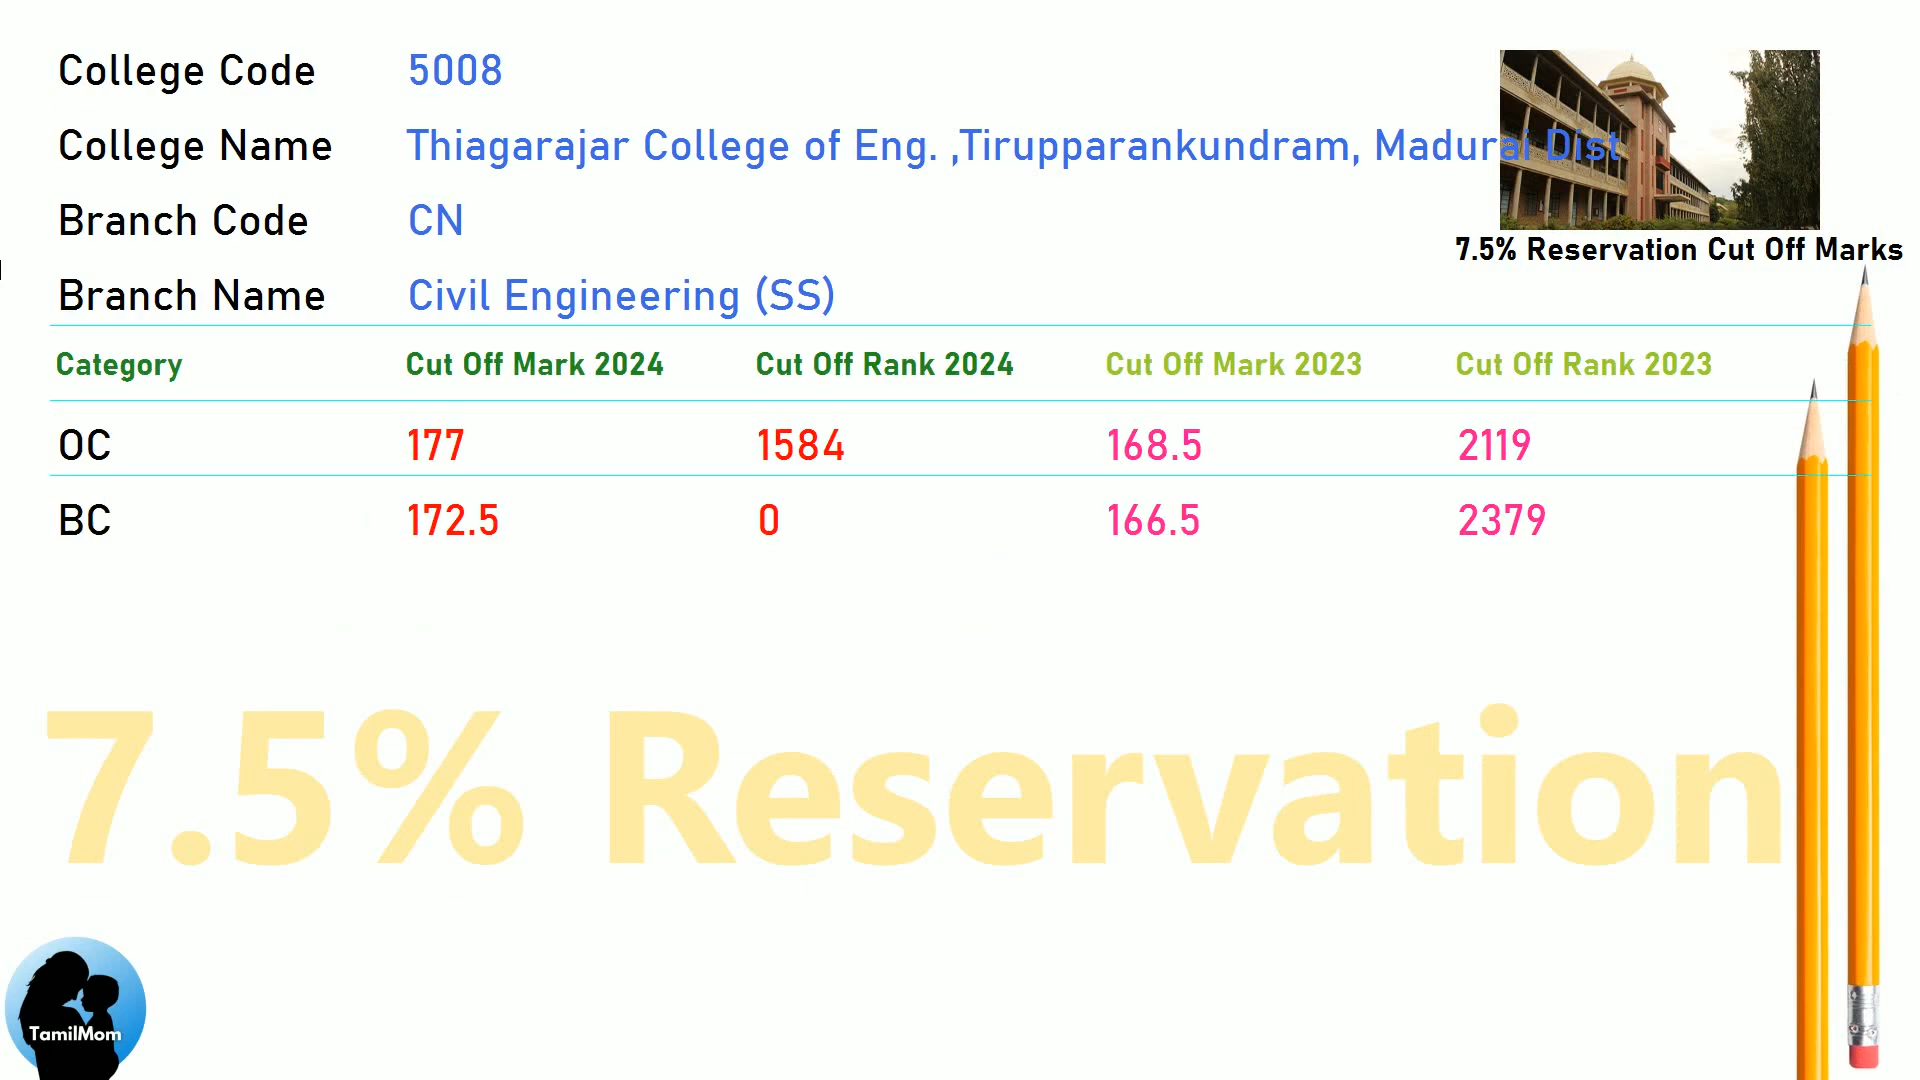 College Code 5008
College Name Thiagarajar College of Eng. ,Tirupparankundram, Madurai Dist
Branch Code CN
7.5% Reservation Cut Off Marks
Branch Name Civil Engineering (SS)
Category Cut Off Mark 2024 Cut Off Rank 2024 Cut Off Mark 2023 Cut Off Rank 2023
OC 177 1584 168.5 2119
BC 172.5 0 166.5 2379
7.5% Reservation
TamilMom